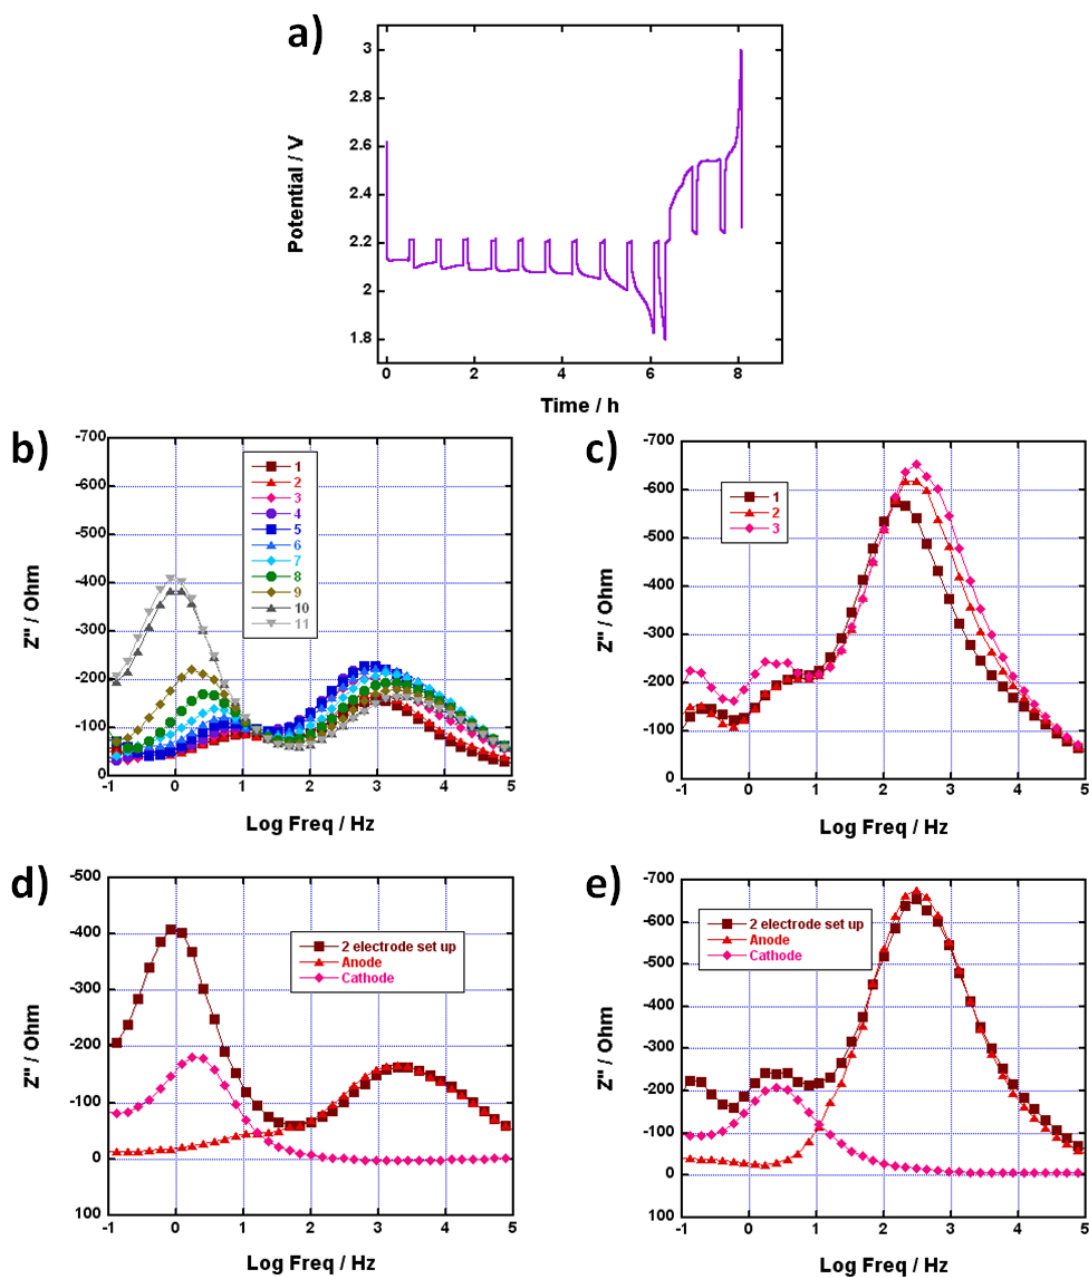 a)
3
2.8
2.6
2.4
2.2
2
1.8
Potential / V
0 2 4 6 8
Time / h
b)
-700
-600
-500
-400
-300
-200
-100
0
Z" / Ohm
1
2
3
4
5
6
7
8
9
10
11
-1 0 1 2 3 4 5
Log Freq / Hz
c)
-700
-600
-500
-400
-300
-200
-100
0
Z" / Ohm
1
2
3
-1 0 1 2 3 4 5
Log Freq / Hz
d)
-500
-400
-300
-200
-100
0
100
Z" / Ohm
2 electrode set up
Anode
Cathode
-1 0 1 2 3 4 5
Log Freq / Hz
e)
-700
-600
-500
-400
-300
-200
-100
0
100
Z" / Ohm
2 electrode set up
Anode
Cathode
-1 0 1 2 3 4 5
Log Freq / Hz